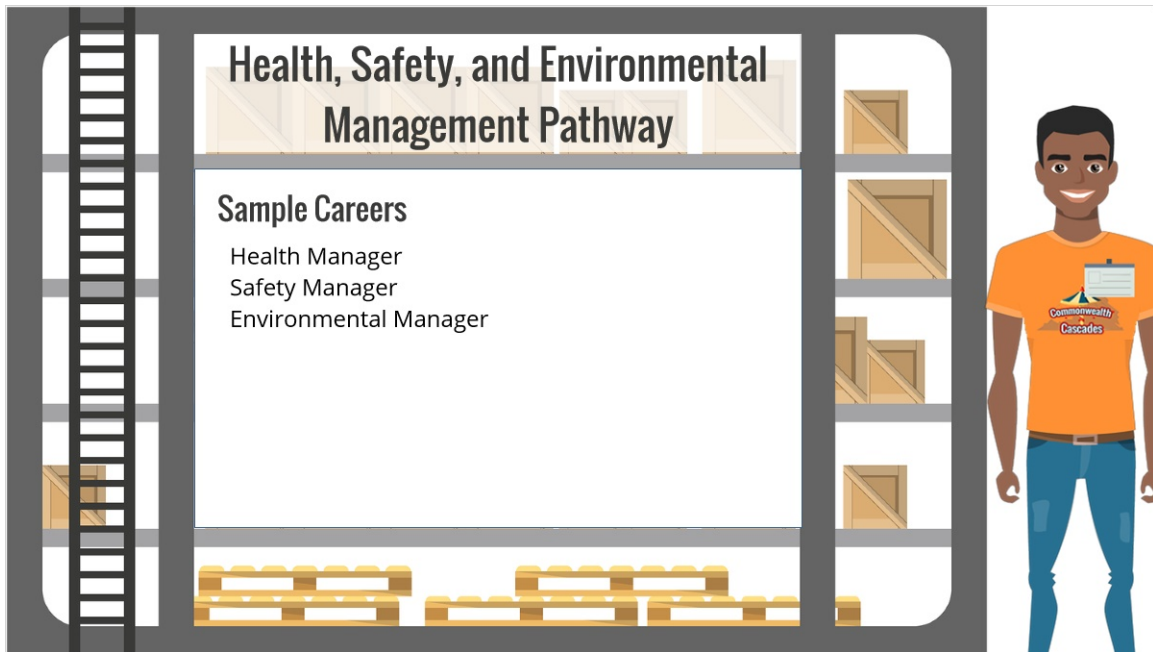 Health, Safety, and Environmental
Management Pathway
Sample Careers
Health Manager
Safety Manager
Environmental Manager
Commonwealth
Cascades